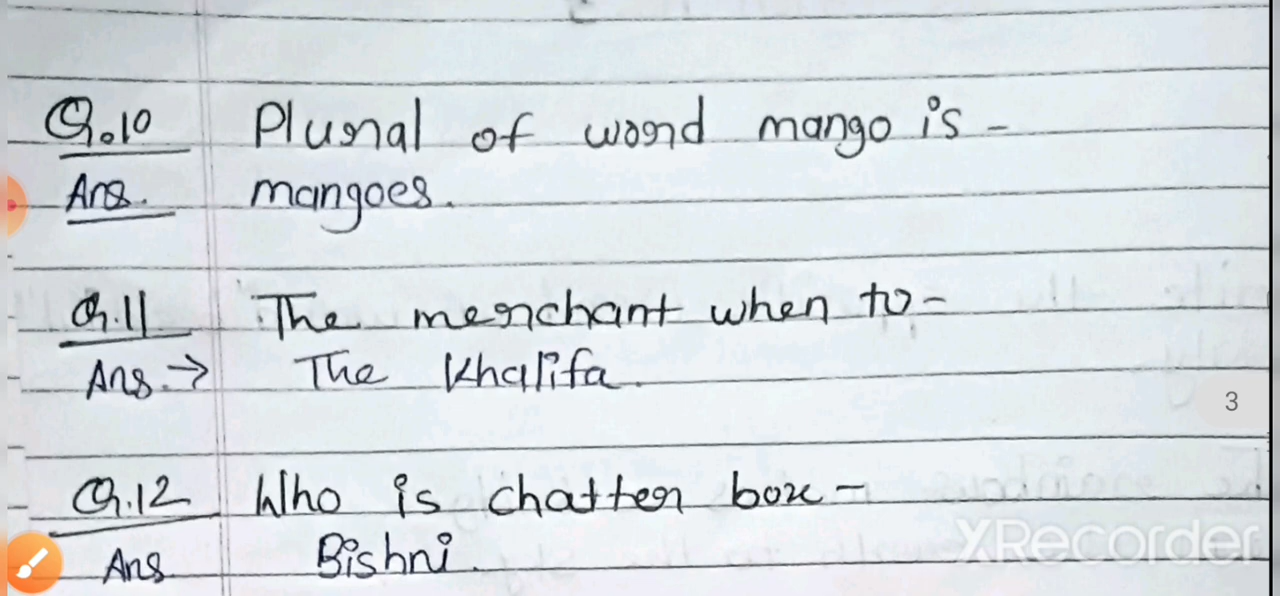 Q.10 Plural of word mango is -
Ans. mangoes.
Q.11 The merchant when to -
Ans. → The Khalifa.
3
Q.12 Who is chatter box -
Ans Bishni.
XRecorder